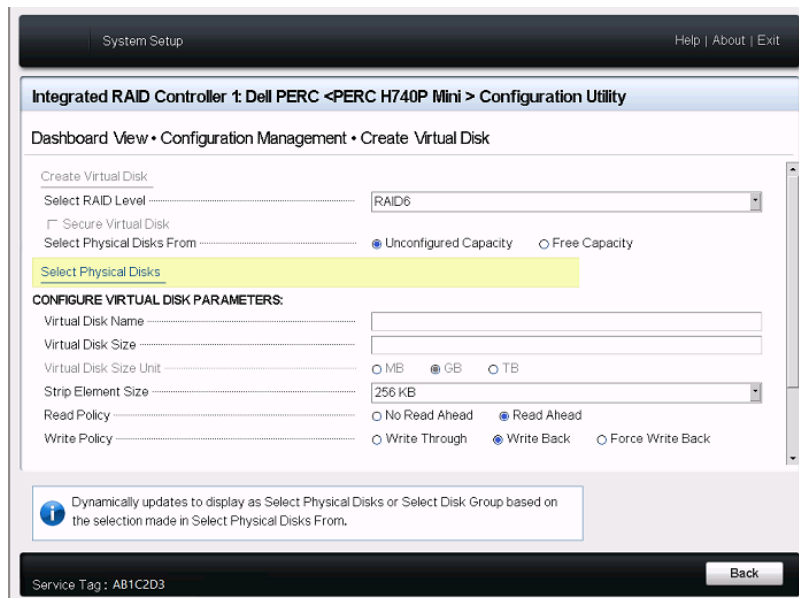 System Setup
Help | About | Exit
Integrated RAID Controller 1: Dell PERC <PERC H740P Mini > Configuration Utility
Dashboard View • Configuration Management • Create Virtual Disk
Create Virtual Disk
Select RAID Level RAID6
Secure Virtual Disk
Select Physical Disks From Unconfigured Capacity Free Capacity
Select Physical Disks
CONFIGURE VIRTUAL DISK PARAMETERS:
Virtual Disk Name
Virtual Disk Size
Virtual Disk Size Unit MB GB TB
Strip Element Size 256 KB
Read Policy No Read Ahead Read Ahead
Write Policy Write Through Write Back Force Write Back
Dynamically updates to display as Select Physical Disks or Select Disk Group based on
the selection made in Select Physical Disks From.
Service Tag : AB1C2D3
Back